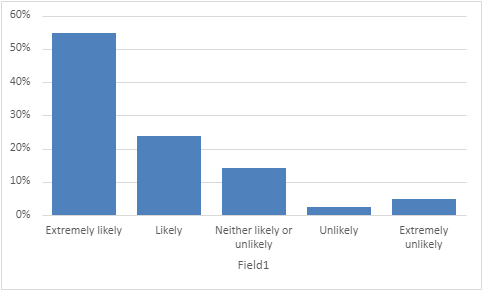 60%
50%
40%
30%
20%
10%
0%
Extremely likely
Likely
Neither likely or
unlikely
Unlikely
Extremely
unlikely
Field1